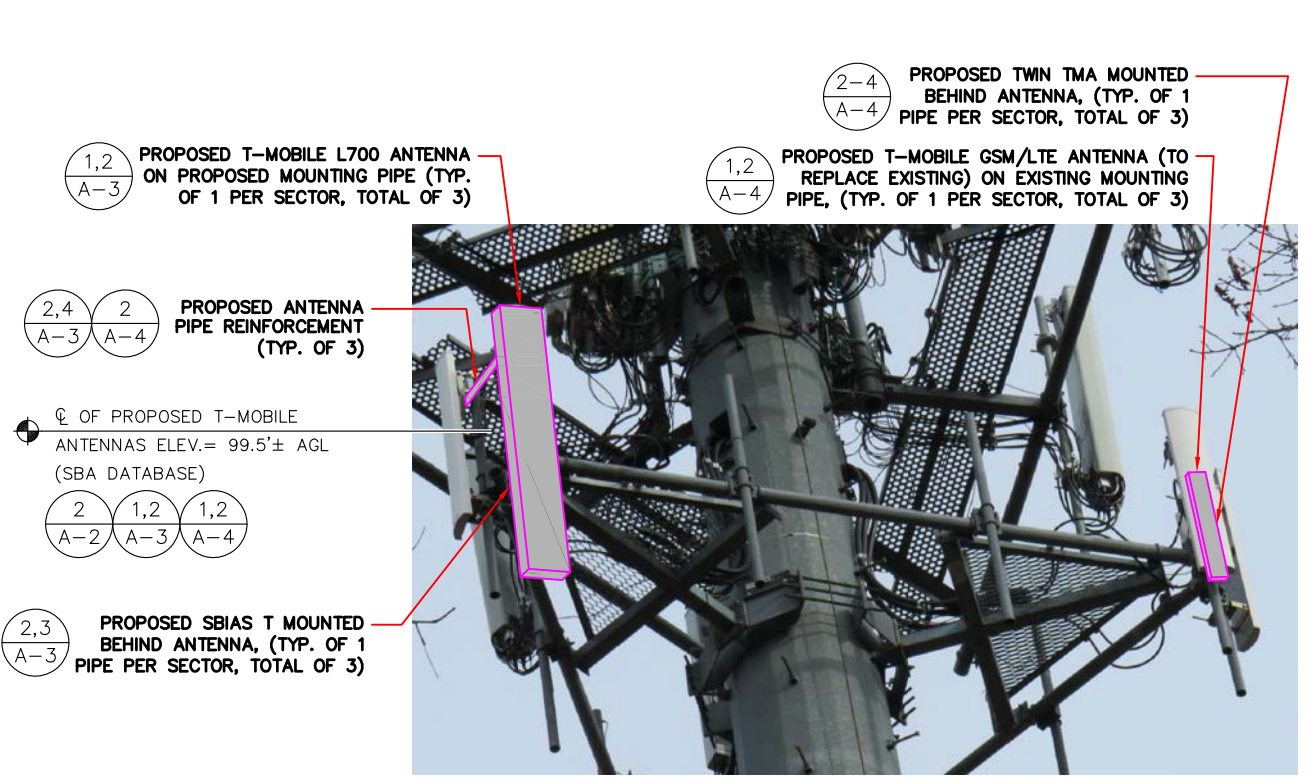 2-4
A-4
PROPOSED TWIN TMA MOUNTED
BEHIND ANTENNA, (TYP. OF 1
PIPE PER SECTOR, TOTAL OF 3)
1,2
A-3
PROPOSED T-MOBILE L700 ANTENNA
ON PROPOSED MOUNTING PIPE (TYP.
OF 1 PER SECTOR, TOTAL OF 3)
1,2
A-4
PROPOSED T-MOBILE GSM/LTE ANTENNA (TO
REPLACE EXISTING) ON EXISTING MOUNTING
PIPE, (TYP. OF 1 PER SECTOR, TOTAL OF 3)
2,4
A-3
2
A-4
PROPOSED ANTENNA
PIPE REINFORCEMENT
(TYP. OF 3)
℄ OF PROPOSED T-MOBILE
ANTENNAS ELEV.= 99.5'± AGL
(SBA DATABASE)
2
A-2
1,2
A-3
1,2
A-4
2,3
A-3
PROPOSED SBIAS T MOUNTED
BEHIND ANTENNA, (TYP. OF 1
PIPE PER SECTOR, TOTAL OF 3)